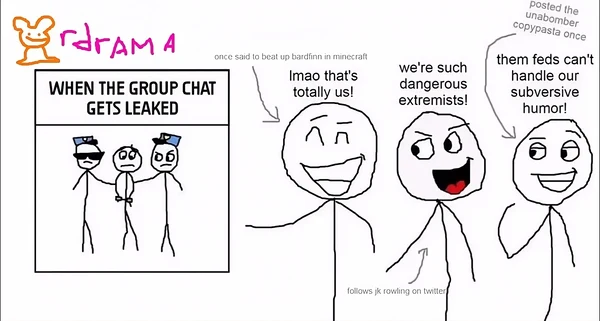 rdrama
WHEN THE GROUP CHAT
GETS LEAKED
once said to beat up bardfinn in minecraft
lmao that's
totally us!
we're such
dangerous
extremists!
follows jk rowling on twitter
posted the
unabomber
copypasta once
them feds can't
handle our
subversive
humor!